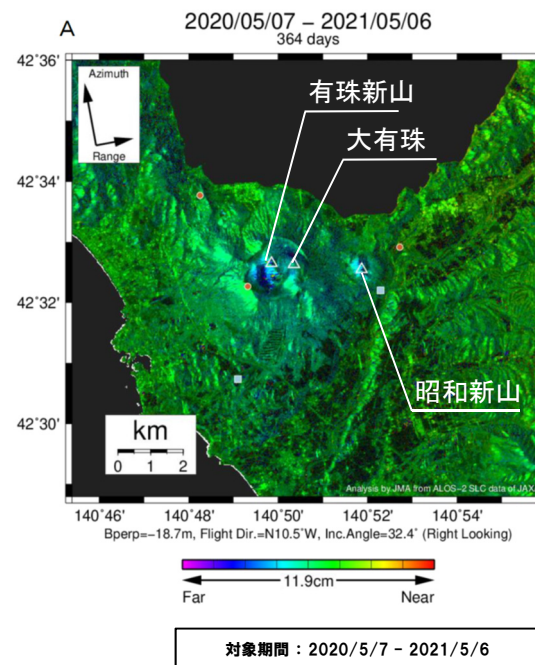 A
2020/05/07 − 2021/05/06
364 days
42˚36'
42˚34'
42˚32'
42˚30'
Azimuth
Range
有珠新山
大有珠
昭和新山
km
0 1 2
Analysis by JMA from ALOS−2 SLC data of JAX
140˚46' 140˚48' 140˚50' 140˚52' 140˚54'
Bperp=−18.7m, Flight Dir.=N10.5˚W, Inc.Angle=32.4˚ (Right Looking)
11.9cm
Far Near
対象期間：2020/5/7 - 2021/5/6